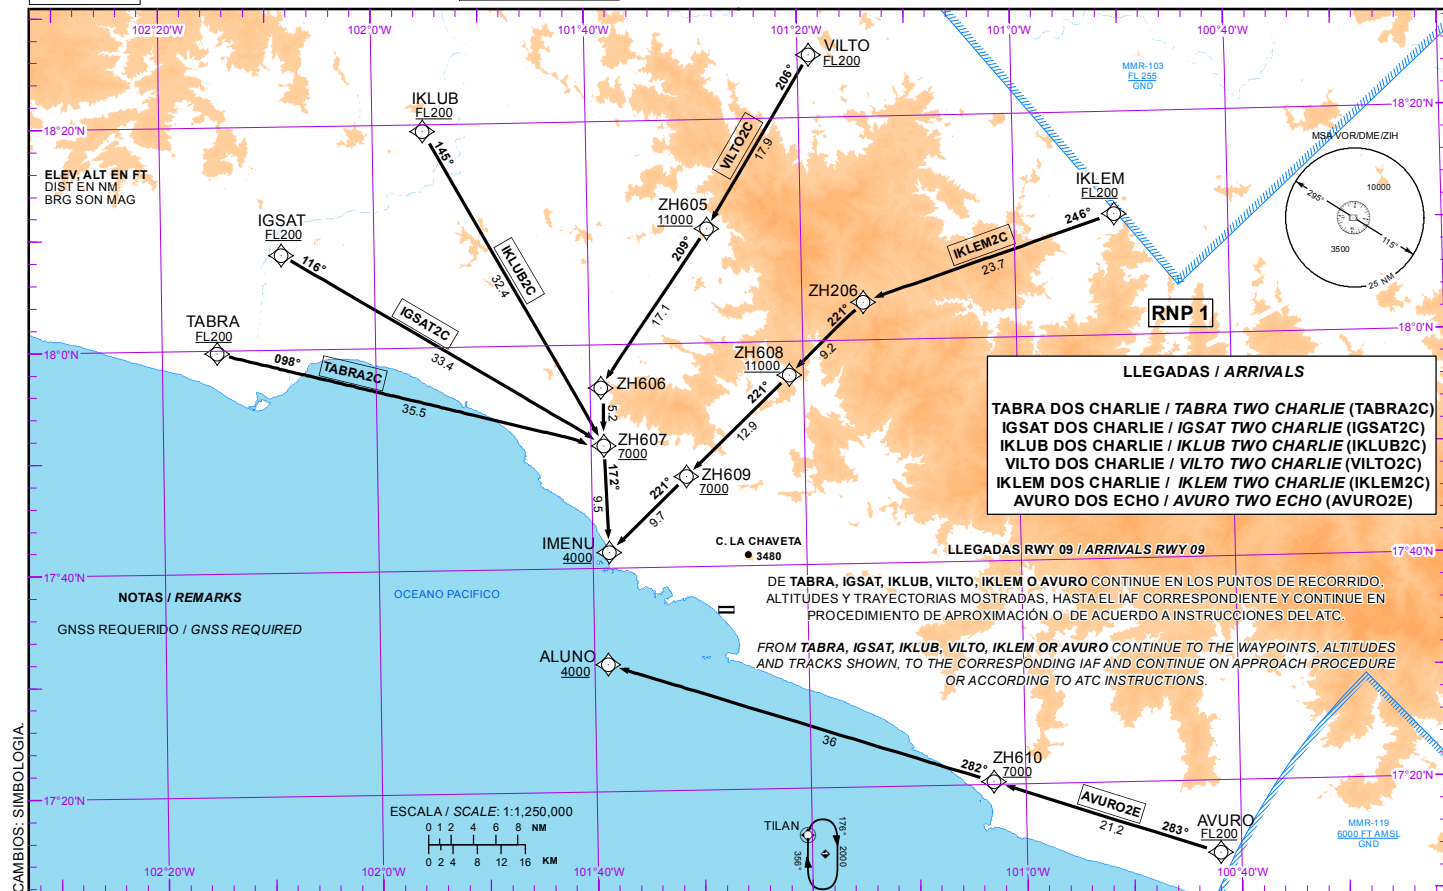 102°20'W
102°0'W
101°40'W
101°20'W
101°0'W
100°40'W
VILTO
FL200
206°
VILTO2C
17.9
MMR-103
FL 255
GND
IKLUB
FL200
145°
IKLUB2C
32.4
18°20'N
18°20'N
MSA VOR/DME/ZIH
10000
295°
115°
3500
25 NM
ELEV, ALT EN FT
DIST EN NM
BRG SON MAG
IKLEM
FL200
246°
IKLEM2C
23.7
ZH605
11000
209°
17.1
IGSAT
FL200
116°
IGSAT2C
33.4
ZH206
221°
9.2
RNP 1
TABRA
FL200
098°
TABRA2C
35.5
18°0'N
18°0'N
ZH608
11000
221°
12.9
ZH606
5.2
ZH607
7000
172°
9.5
ZH609
7000
221°
9.7
LLEGADAS / ARRIVALS
TABRA DOS CHARLIE / TABRA TWO CHARLIE (TABRA2C)
IGSAT DOS CHARLIE / IGSAT TWO CHARLIE (IGSAT2C)
IKLUB DOS CHARLIE / IKLUB TWO CHARLIE (IKLUB2C)
VILTO DOS CHARLIE / VILTO TWO CHARLIE (VILTO2C)
IKLEM DOS CHARLIE / IKLEM TWO CHARLIE (IKLEM2C)
AVURO DOS ECHO / AVURO TWO ECHO (AVURO2E)
IMENU
4000
C. LA CHAVETA
3480
LLEGADAS RWY 09 / ARRIVALS RWY 09
17°40'N
17°40'N
DE TABRA, IGSAT, IKLUB, VILTO, IKLEM O AVURO CONTINUE EN LOS PUNTOS DE RECORRIDO,
ALTITUDES Y TRAYECTORIAS MOSTRADAS, HASTA EL IAF CORRESPONDIENTE Y CONTINUE EN
PROCEDIMIENTO DE APROXIMACIÓN O DE ACUERDO A INSTRUCCIONES DEL ATC.
FROM TABRA, IGSAT, IKLUB, VILTO, IKLEM OR AVURO CONTINUE TO THE WAYPOINTS, ALTITUDES
AND TRACKS SHOWN, TO THE CORRESPONDING IAF AND CONTINUE ON APPROACH PROCEDURE
OR ACCORDING TO ATC INSTRUCTIONS.
NOTAS / REMARKS
GNSS REQUERIDO / GNSS REQUIRED
OCEANO PACIFICO
ALUNO
4000
36
282°
ZH610
7000
AVURO2E
21.2
283°
AVURO
FL200
17°20'N
17°20'N
MMR-119
6000 FT AMSL
GND
ESCALA / SCALE: 1:1,250,000
0 1 2 4 6 8 NM
0 2 4 8 12 16 KM
TILAN
176°
2000
356°
102°20'W
102°0'W
101°40'W
101°0'W
100°40'W
CAMBIOS: SIMBOLOGIA.